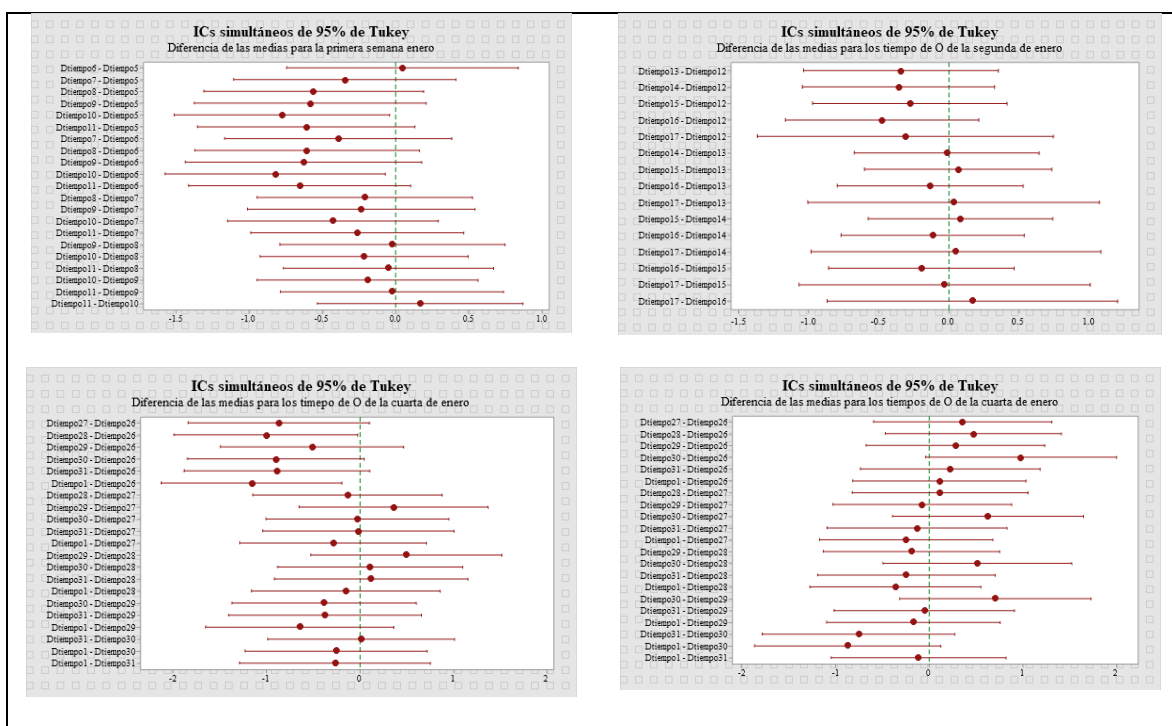 ICs simultáneos de 95% de Tukey
Diferencia de las medias para la primera semana enero
Dtiempo6 - Dtiempo5
Dtiempo7 - Dtiempo5
Dtiempo8 - Dtiempo5
Dtiempo9 - Dtiempo5
Dtiempo10 - Dtiempo5
Dtiempo11 - Dtiempo5
Dtiempo7 - Dtiempo6
Dtiempo8 - Dtiempo6
Dtiempo9 - Dtiempo6
Dtiempo10 - Dtiempo6
Dtiempo11 - Dtiempo6
Dtiempo8 - Dtiempo7
Dtiempo9 - Dtiempo7
Dtiempo10 - Dtiempo7
Dtiempo11 - Dtiempo7
Dtiempo9 - Dtiempo8
Dtiempo10 - Dtiempo8
Dtiempo11 - Dtiempo8
Dtiempo10 - Dtiempo9
Dtiempo11 - Dtiempo9
Dtiempo11 - Dtiempo10
-1.5 -1.0 -0.5 0.0 0.5 1.0
ICs simultáneos de 95% de Tukey
Diferencia de las medias para los tiempo de O de la segunda de enero
Dtiempo13 - Dtiempo12
Dtiempo14 - Dtiempo12
Dtiempo15 - Dtiempo12
Dtiempo16 - Dtiempo12
Dtiempo17 - Dtiempo12
Dtiempo14 - Dtiempo13
Dtiempo15 - Dtiempo13
Dtiempo16 - Dtiempo13
Dtiempo17 - Dtiempo13
Dtiempo15 - Dtiempo14
Dtiempo16 - Dtiempo14
Dtiempo17 - Dtiempo14
Dtiempo16 - Dtiempo15
Dtiempo17 - Dtiempo15
Dtiempo17 - Dtiempo16
-1.5 -1.0 -0.5 0.0 0.5 1.0
ICs simultáneos de 95% de Tukey
Diferencia de las medias para los timepo de O de la cuarta de enero
Dtiempo27 - Dtiempo26
Dtiempo28 - Dtiempo26
Dtiempo29 - Dtiempo26
Dtiempo30 - Dtiempo26
Dtiempo31 - Dtiempo26
Dtiempo1 - Dtiempo26
Dtiempo28 - Dtiempo27
Dtiempo29 - Dtiempo27
Dtiempo30 - Dtiempo27
Dtiempo31 - Dtiempo27
Dtiempo1 - Dtiempo27
Dtiempo29 - Dtiempo28
Dtiempo30 - Dtiempo28
Dtiempo31 - Dtiempo28
Dtiempo1 - Dtiempo28
Dtiempo30 - Dtiempo29
Dtiempo31 - Dtiempo29
Dtiempo1 - Dtiempo29
Dtiempo31 - Dtiempo30
Dtiempo1 - Dtiempo30
Dtiempo1 - Dtiempo31
-2 -1 0 1 2
ICs simultáneos de 95% de Tukey
Diferencia de las medias para los tiempos de O de la cuarta de enero
Dtiempo27 - Dtiempo26
Dtiempo28 - Dtiempo26
Dtiempo29 - Dtiempo26
Dtiempo30 - Dtiempo26
Dtiempo31 - Dtiempo26
Dtiempo1 - Dtiempo26
Dtiempo28 - Dtiempo27
Dtiempo29 - Dtiempo27
Dtiempo30 - Dtiempo27
Dtiempo31 - Dtiempo27
Dtiempo1 - Dtiempo27
Dtiempo29 - Dtiempo28
Dtiempo30 - Dtiempo28
Dtiempo31 - Dtiempo28
Dtiempo1 - Dtiempo28
Dtiempo30 - Dtiempo29
Dtiempo31 - Dtiempo29
Dtiempo1 - Dtiempo29
Dtiempo31 - Dtiempo30
Dtiempo1 - Dtiempo30
Dtiempo1 - Dtiempo31
-2 -1 0 1 2